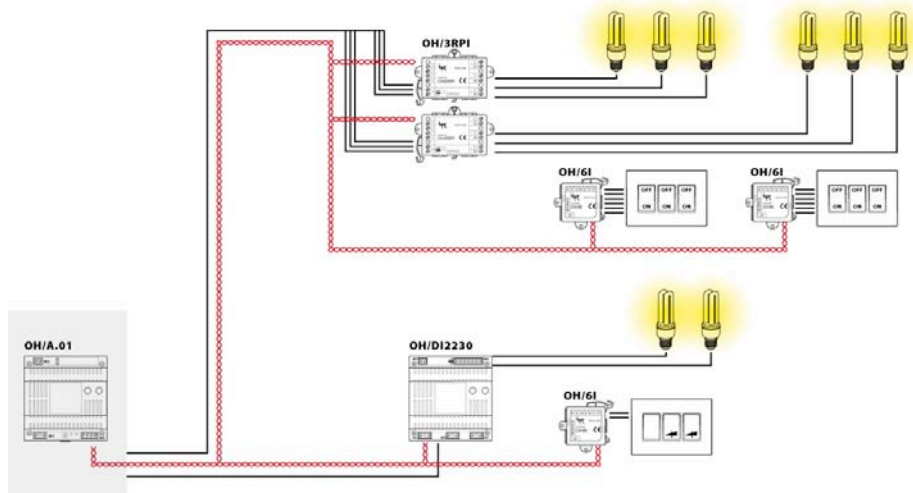 OH/3RPI
OH/6I
OH/6I
OFF OFF OFF
ON ON ON
OFF OFF OFF
ON ON ON
OH/A.01
OH/DI2230
OH/6I